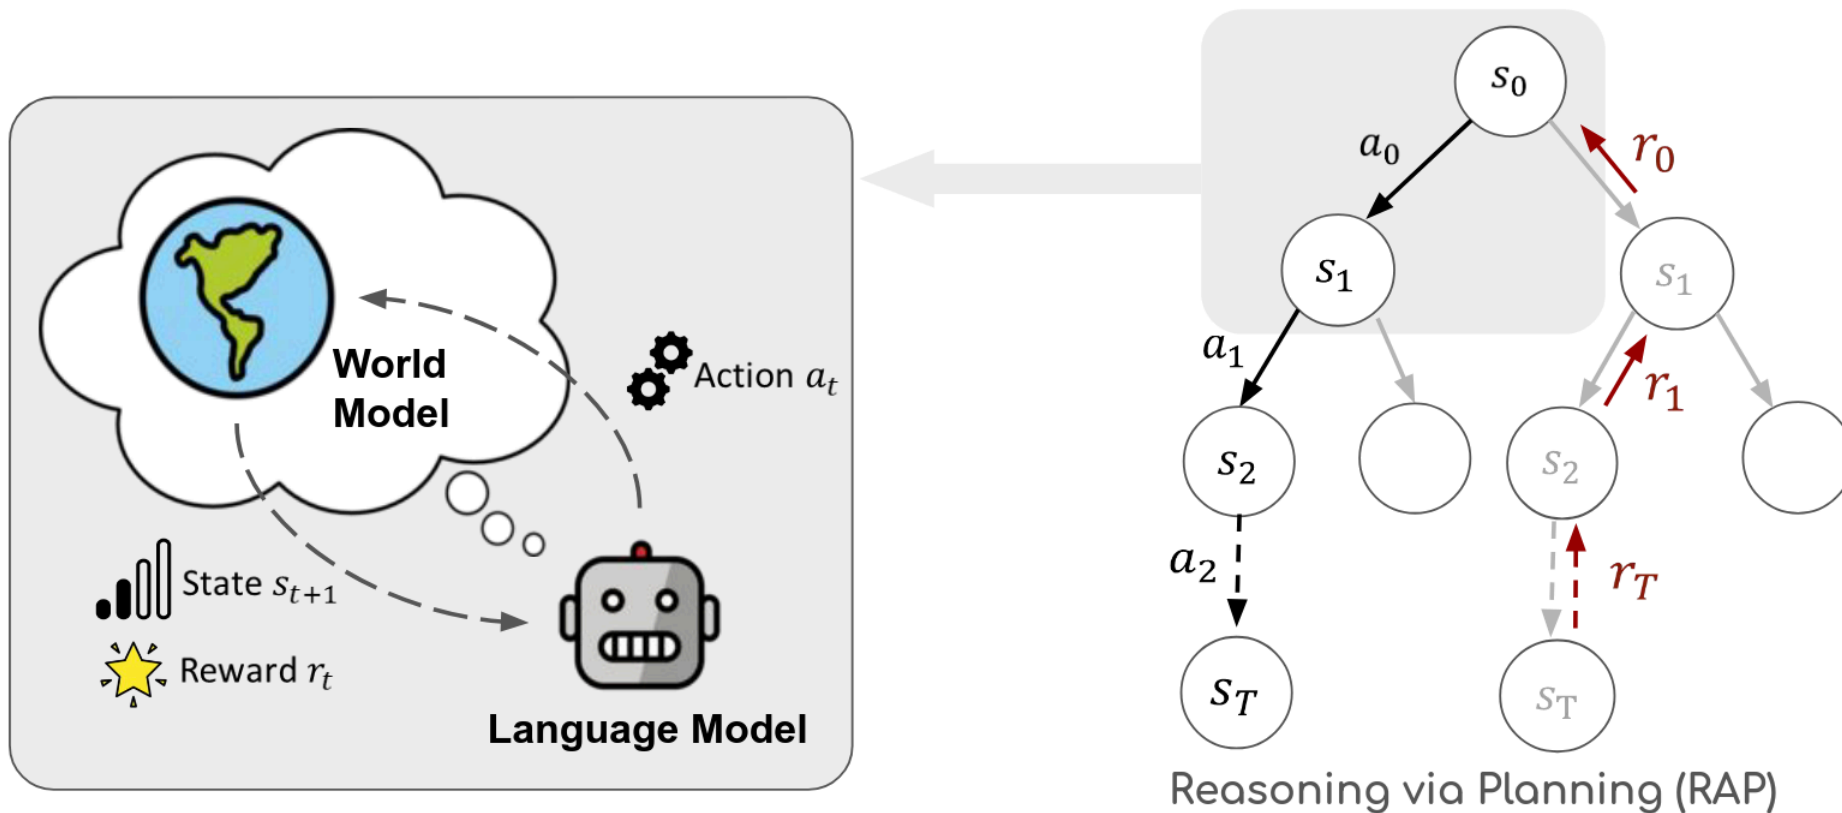 World
Model
Action a_t
State s_{t+1}
Reward r_t
Language Model
s_0
a_0
r_0
s_1
s_1
a_1
r_1
s_2
s_2
a_2
r_T
s_T
s_T
Reasoning via Planning (RAP)